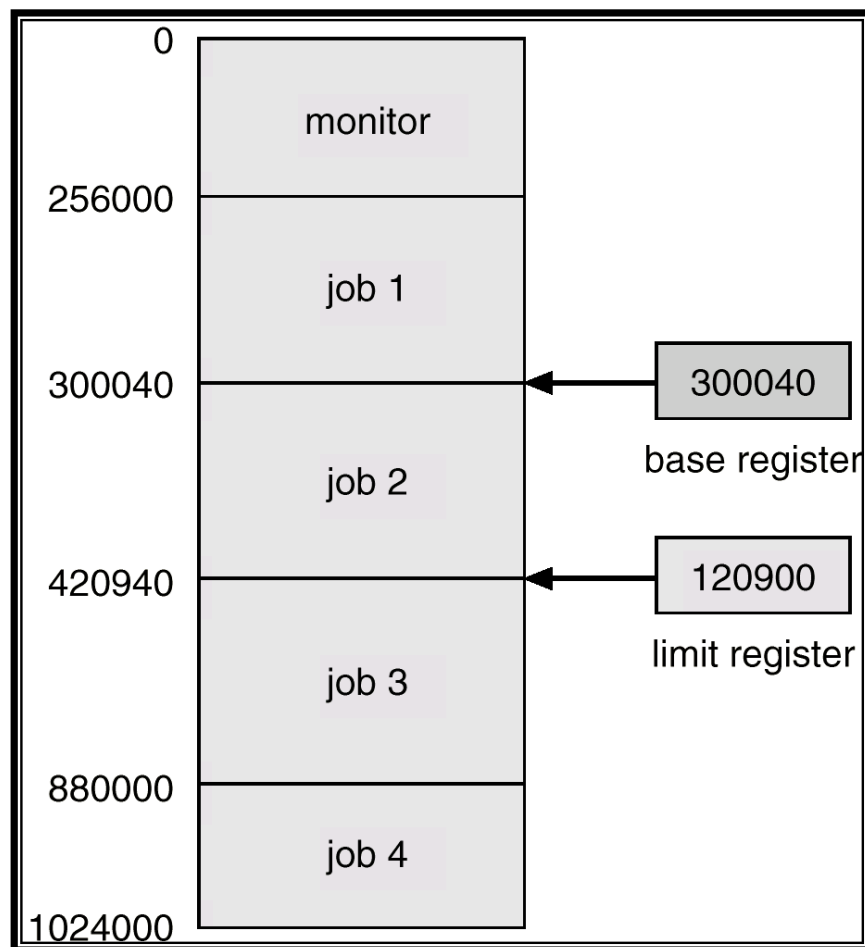 0
monitor
256000
job 1
300040
300040
base register
job 2
420940
120900
limit register
job 3
880000
job 4
1024000